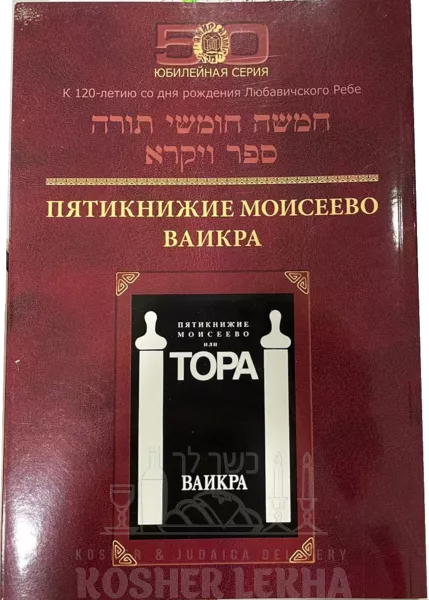 50
ЮБИЛЕЙНАЯ СЕРИЯ
К 120-летию со дня рождения Любавичского Ребе
חמשה חומשי תורה
ספר ויקרא
ПЯТИКНИЖИЕ МОИСЕЕВО
ВАИКРА
ПЯТИКНИЖИЕ
МОИСЕЕВО
ИЛИ
ТОРА
כשר לך
ВАИКРА
KOSHER & JUDAICA DELIVERY
KOSHER LEKHA